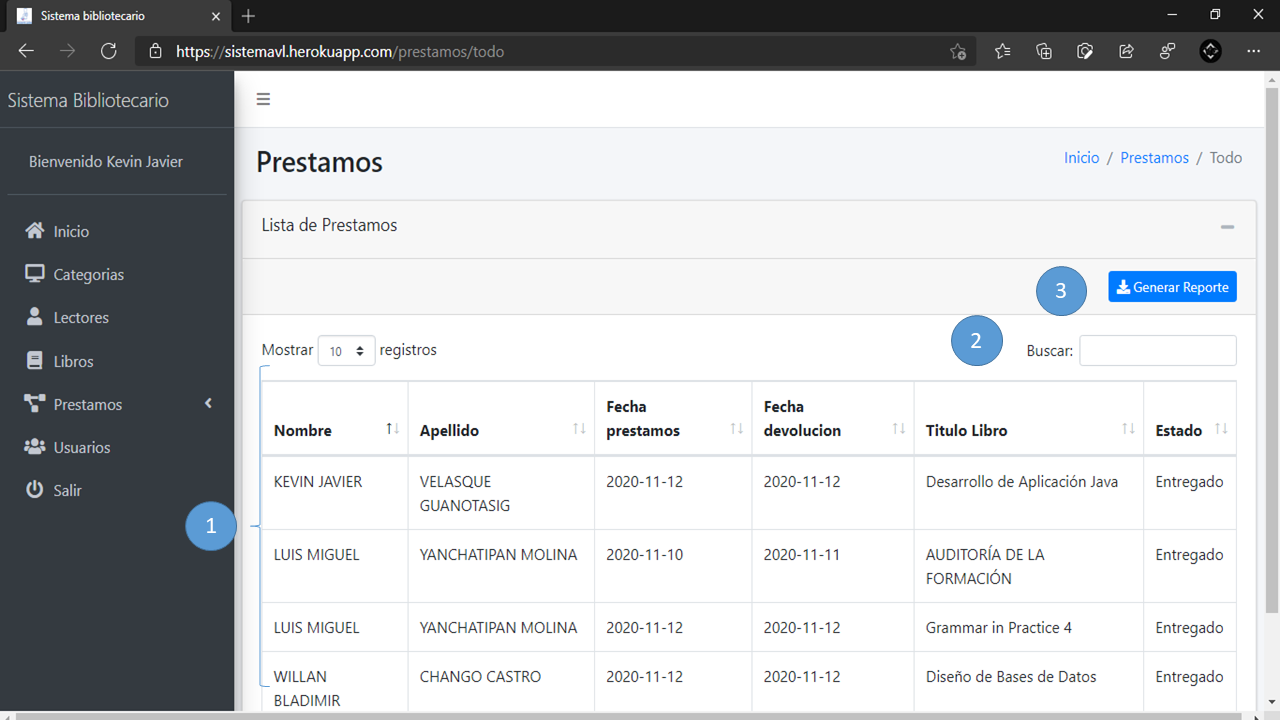 Sistema bibliotecario
https://sistemavl.herokuapp.com/prestamos/todo
Sistema Bibliotecario
Bienvenido Kevin Javier
Inicio
Categorias
Lectores
Libros
Prestamos
Usuarios
Salir
Prestamos
Inicio / Prestamos / Todo
Lista de Prestamos
3
Generar Reporte
Mostrar 10 registros
2
Buscar:
1
Nombre Apellido Fecha prestamos Fecha devolucion Titulo Libro Estado
KEVIN JAVIER VELASQUE GUANOTASIG 2020-11-12 2020-11-12 Desarrollo de Aplicación Java Entregado
LUIS MIGUEL YANCHATIPAN MOLINA 2020-11-10 2020-11-11 AUDITORÍA DE LA FORMACIÓN Entregado
LUIS MIGUEL YANCHATIPAN MOLINA 2020-11-12 2020-11-12 Grammar in Practice 4 Entregado
WILLAN BLADIMIR CHANGO CASTRO 2020-11-12 2020-11-12 Diseño de Bases de Datos Entregado